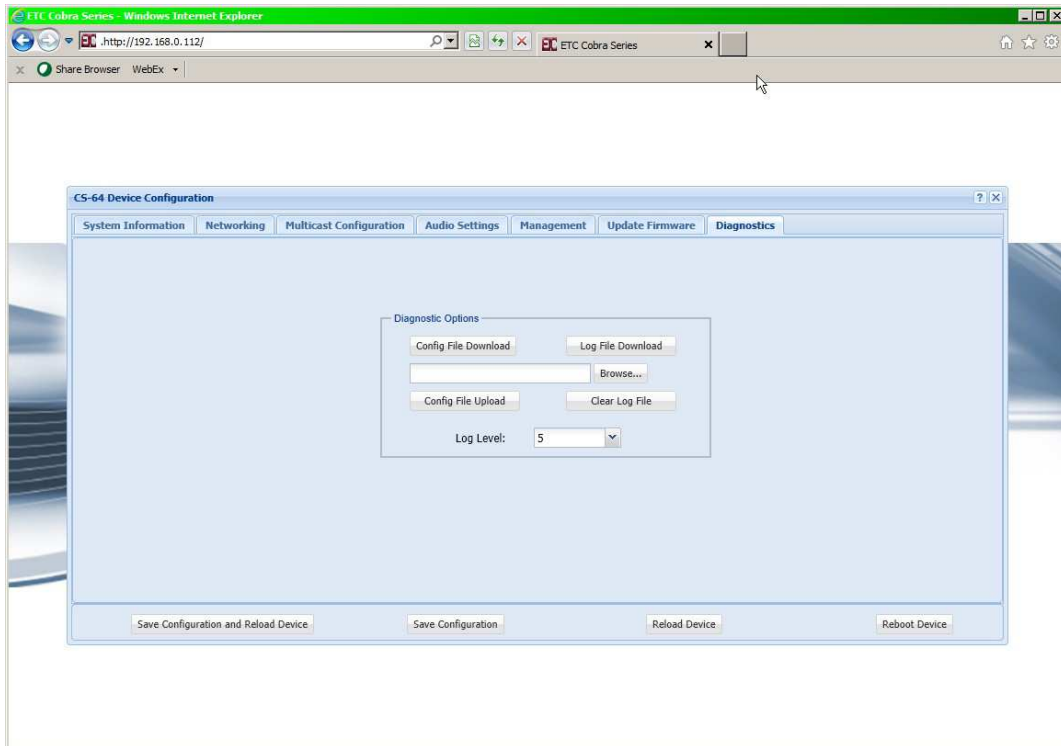 ETC Cobra Series - Windows Internet Explorer
EC .http://192.168.0.112/
EC ETC Cobra Series
x Share Browser WebEx
CS-64 Device Configuration
System Information Networking Multicast Configuration Audio Settings Management Update Firmware Diagnostics
Diagnostic Options
Config File Download Log File Download
Browse...
Config File Upload Clear Log File
Log Level: 5
Save Configuration and Reload Device Save Configuration Reload Device Reboot Device